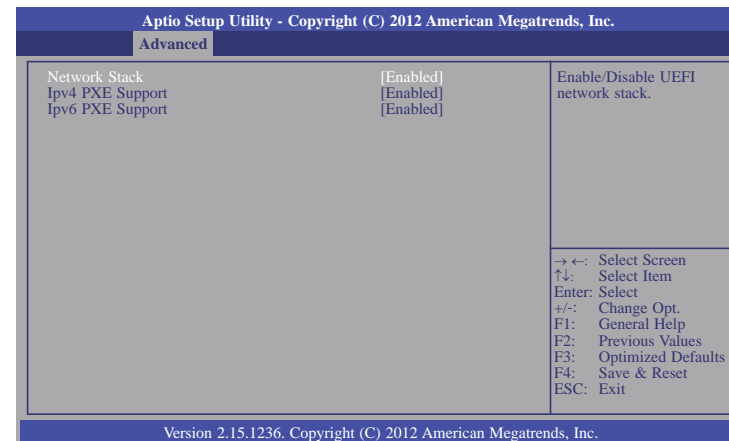 Aptio Setup Utility - Copyright (C) 2012 American Megatrends, Inc.
Advanced
Network Stack [Enabled]
Ipv4 PXE Support [Enabled]
Ipv6 PXE Support [Enabled]
Enable/Disable UEFI
network stack.
→ ←: Select Screen
↑↓: Select Item
Enter: Select
+/-: Change Opt.
F1: General Help
F2: Previous Values
F3: Optimized Defaults
F4: Save & Reset
ESC: Exit
Version 2.15.1236. Copyright (C) 2012 American Megatrends, Inc.